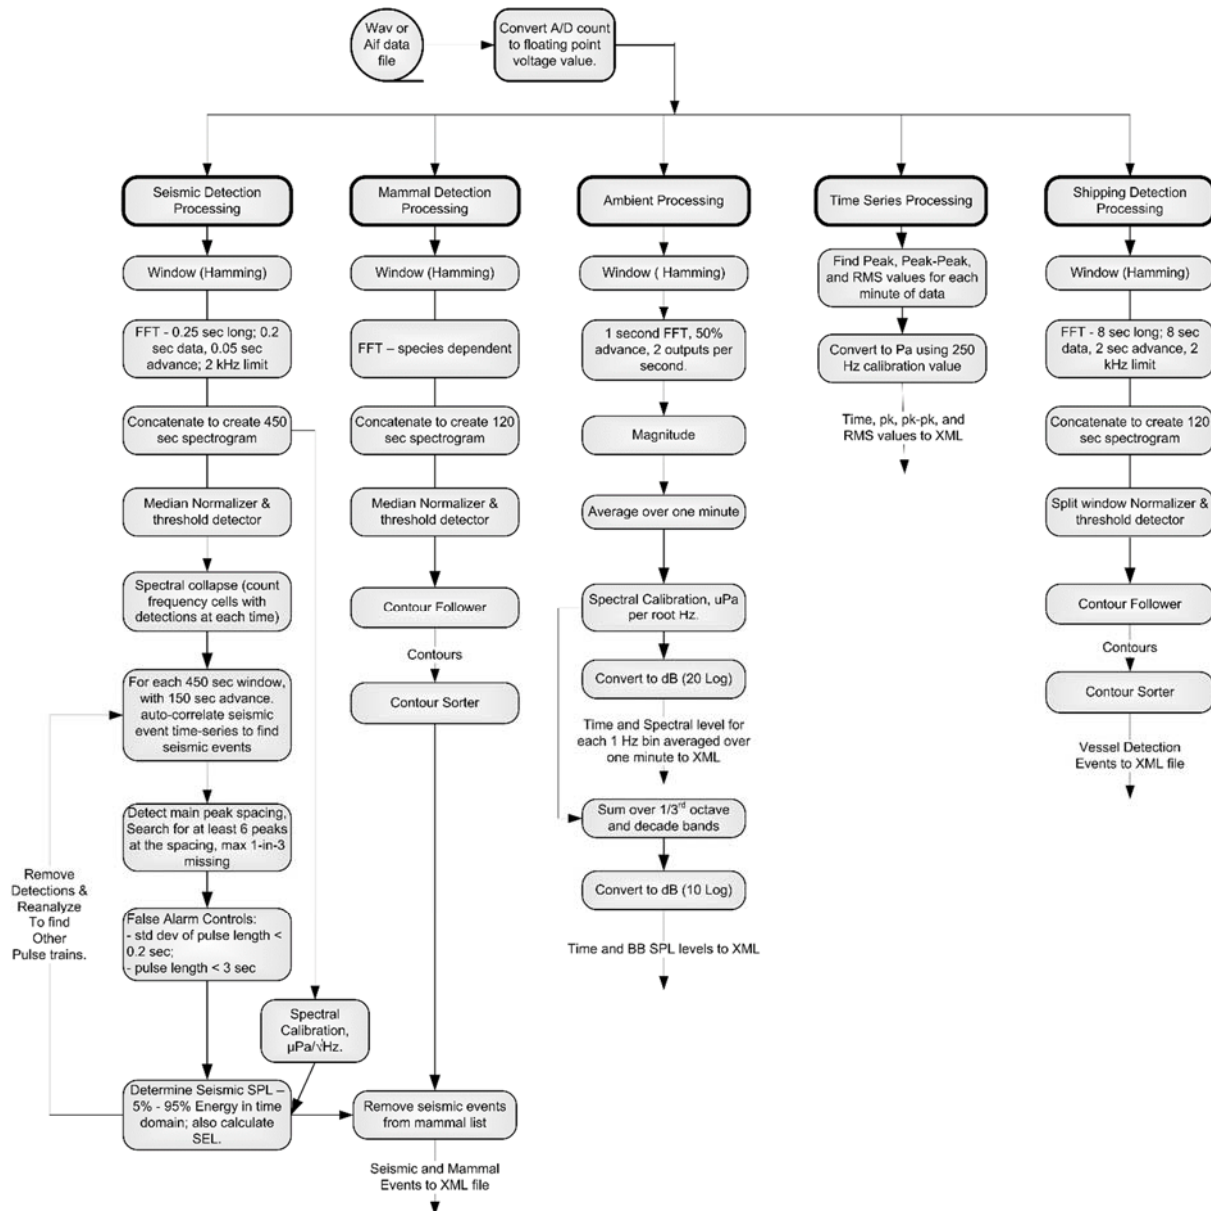 Wav or
Aif data
file
Convert A/D count
to floating point
voltage value.
Seismic Detection
Processing
Window (Hamming)
FFT - 0.25 sec long; 0.2
sec data, 0.05 sec
advance; 2 kHz limit
Concatenate to create 450
sec spectrogram
Median Normalizer &
threshold detector
Spectral collapse (count
frequency cells with
detections at each time)
For each 450 sec window,
with 150 sec advance.
auto-correlate seismic
event time-series to find
seismic events
Detect main peak spacing,
Search for at least 6 peaks
at the spacing, max 1-in-3
missing
Remove
Detections &
Reanalyze
To find
Other
Pulse trains.
False Alarm Controls:
- std dev of pulse length <
0.2 sec;
- pulse length < 3 sec
Spectral
Calibration,
µPa/√Hz.
Determine Seismic SPL –
5% - 95% Energy in time
domain; also calculate
SEL.
Mammal Detection
Processing
Window (Hamming)
FFT – species dependent
Concatenate to create 120
sec spectrogram
Median Normalizer &
threshold detector
Contour Follower
Contours
Contour Sorter
Remove seismic events
from mammal list
Seismic and Mammal
Events to XML file
Ambient Processing
Window ( Hamming)
1 second FFT, 50%
advance, 2 outputs per
second.
Magnitude
Average over one minute
Spectral Calibration, uPa
per root Hz.
Convert to dB (20 Log)
Time and Spectral level for
each 1 Hz bin averaged over
one minute to XML
Sum over 1/3rd octave
and decade bands
Convert to dB (10 Log)
Time and BB SPL levels to XML
Time Series Processing
Find Peak, Peak-Peak,
and RMS values for each
minute of data
Convert to Pa using 250
Hz calibration value
Time, pk, pk-pk, and
RMS values to XML
Shipping Detection
Processing
Window (Hamming)
FFT - 8 sec long; 8 sec
data, 2 sec advance, 2
kHz limit
Concatenate to create 120
sec spectrogram
Split window Normalizer &
threshold detector
Contour Follower
Contours
Contour Sorter
Vessel Detection
Events to XML file